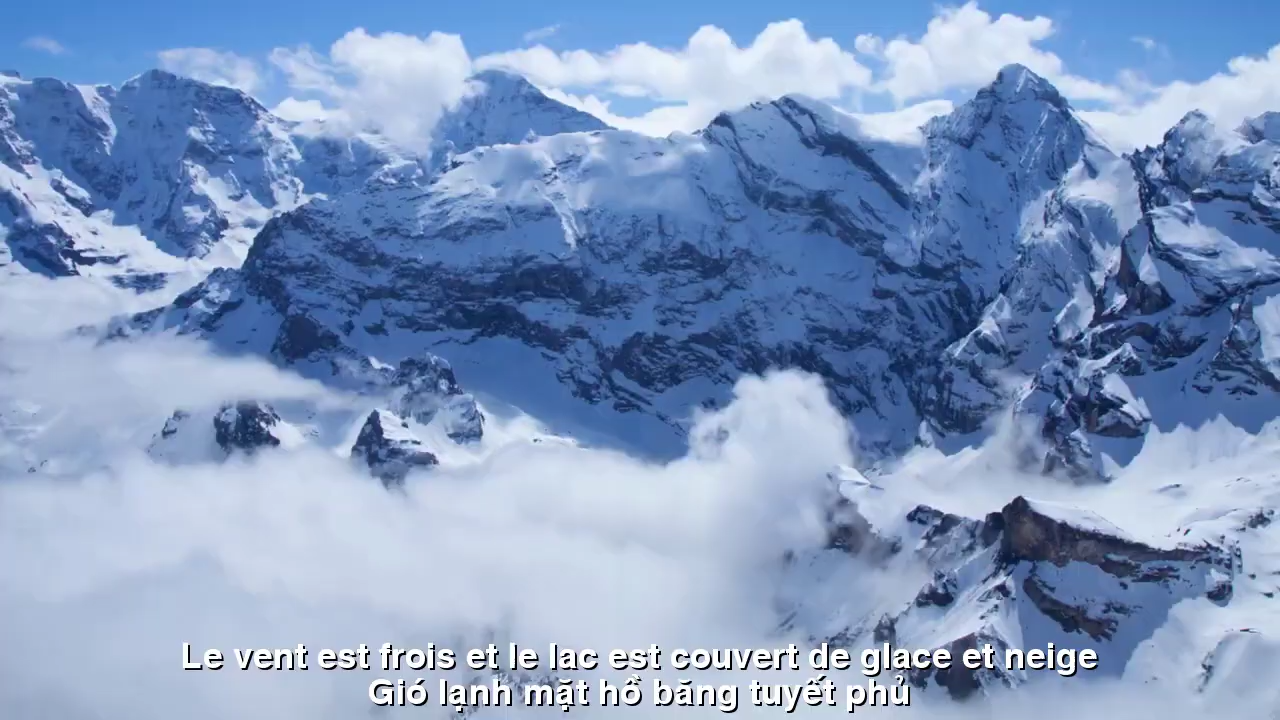 Le vent est frois et le lac est couvert de glace et neige
Gió lạnh mặt hồ băng tuyết phủ